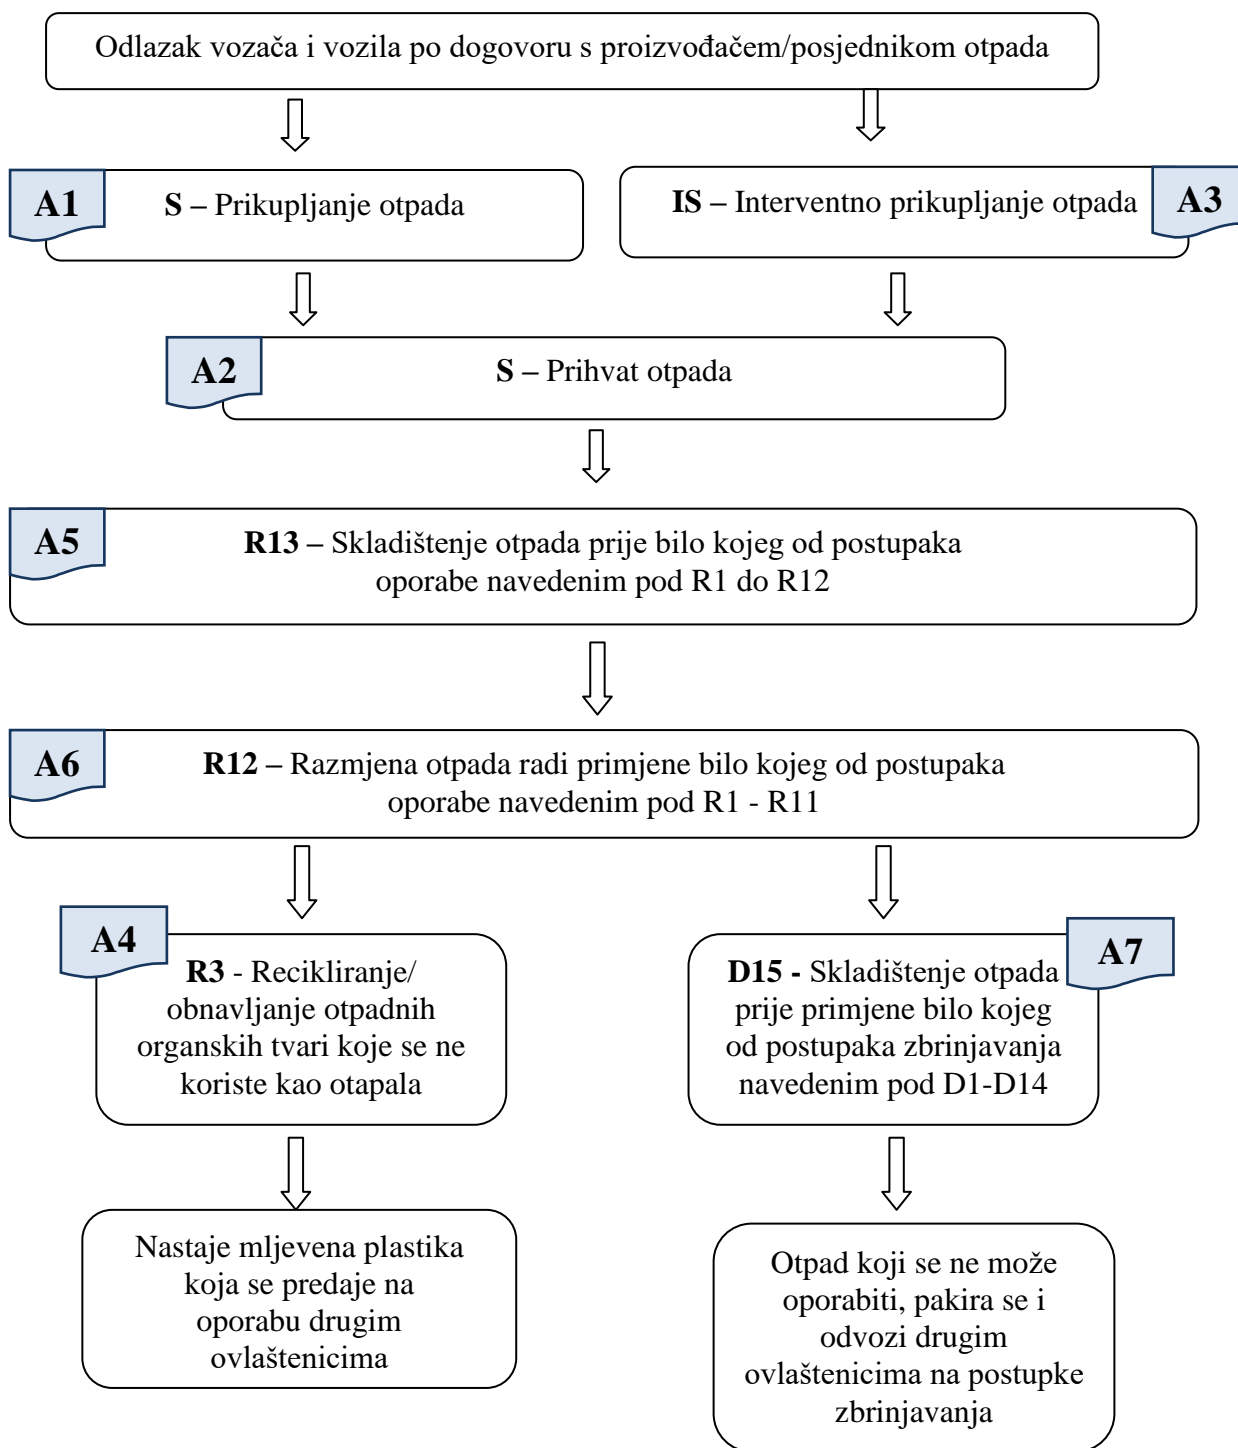 Odlazak vozača i vozila po dogovoru s proizvođačem/posjednikom otpada
A1
S – Prikupljanje otpada
IS – Interventno prikupljanje otpada
A3
A2
S – Prihvat otpada
A5
R13 – Skladištenje otpada prije bilo kojeg od postupaka
oporabe navedenim pod R1 do R12
A6
R12 – Razmjena otpada radi primjene bilo kojeg od postupaka
oporabe navedenim pod R1 - R11
A4
R3 - Recikliranje/
obnavljanje otpadnih
organskih tvari koje se ne
koriste kao otapala
A7
D15 - Skladištenje otpada
prije primjene bilo kojeg
od postupaka zbrinjavanja
navedenim pod D1-D14
Nastaje mljevena plastika
koja se predaje na
oporabu drugim
ovlaštenicima
Otpad koji se ne može
oporabiti, pakira se i
odvozi drugim
ovlaštenicima na postupke
zbrinjavanja